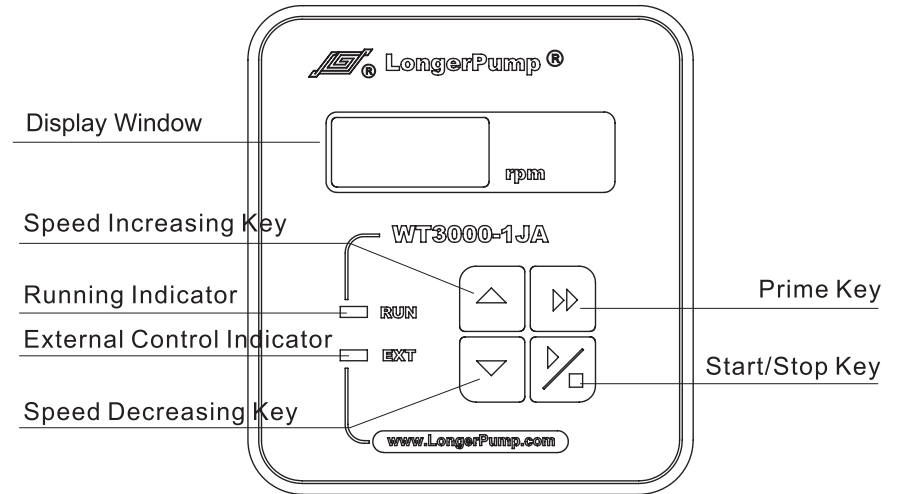 ® LongerPump ®
Display Window
rpm
Speed Increasing Key
WT3000-1JA
Running Indicator
RUN
Prime Key
External Control Indicator
EXT
Start/Stop Key
Speed Decreasing Key
www.LongerPump.com